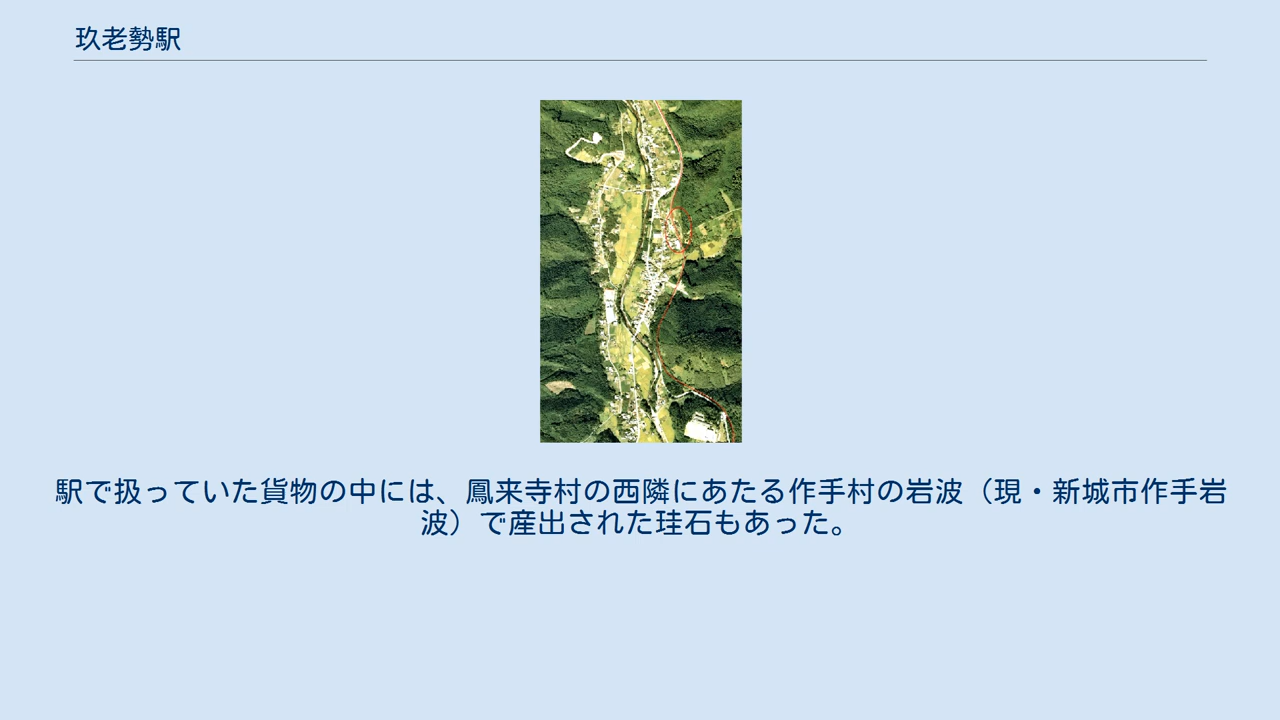 玖老勢駅
駅で扱っていた貨物の中には、鳳来寺村の西隣にあたる作手村の岩波（現・新城市作手岩
波）で産出された珪石もあった。